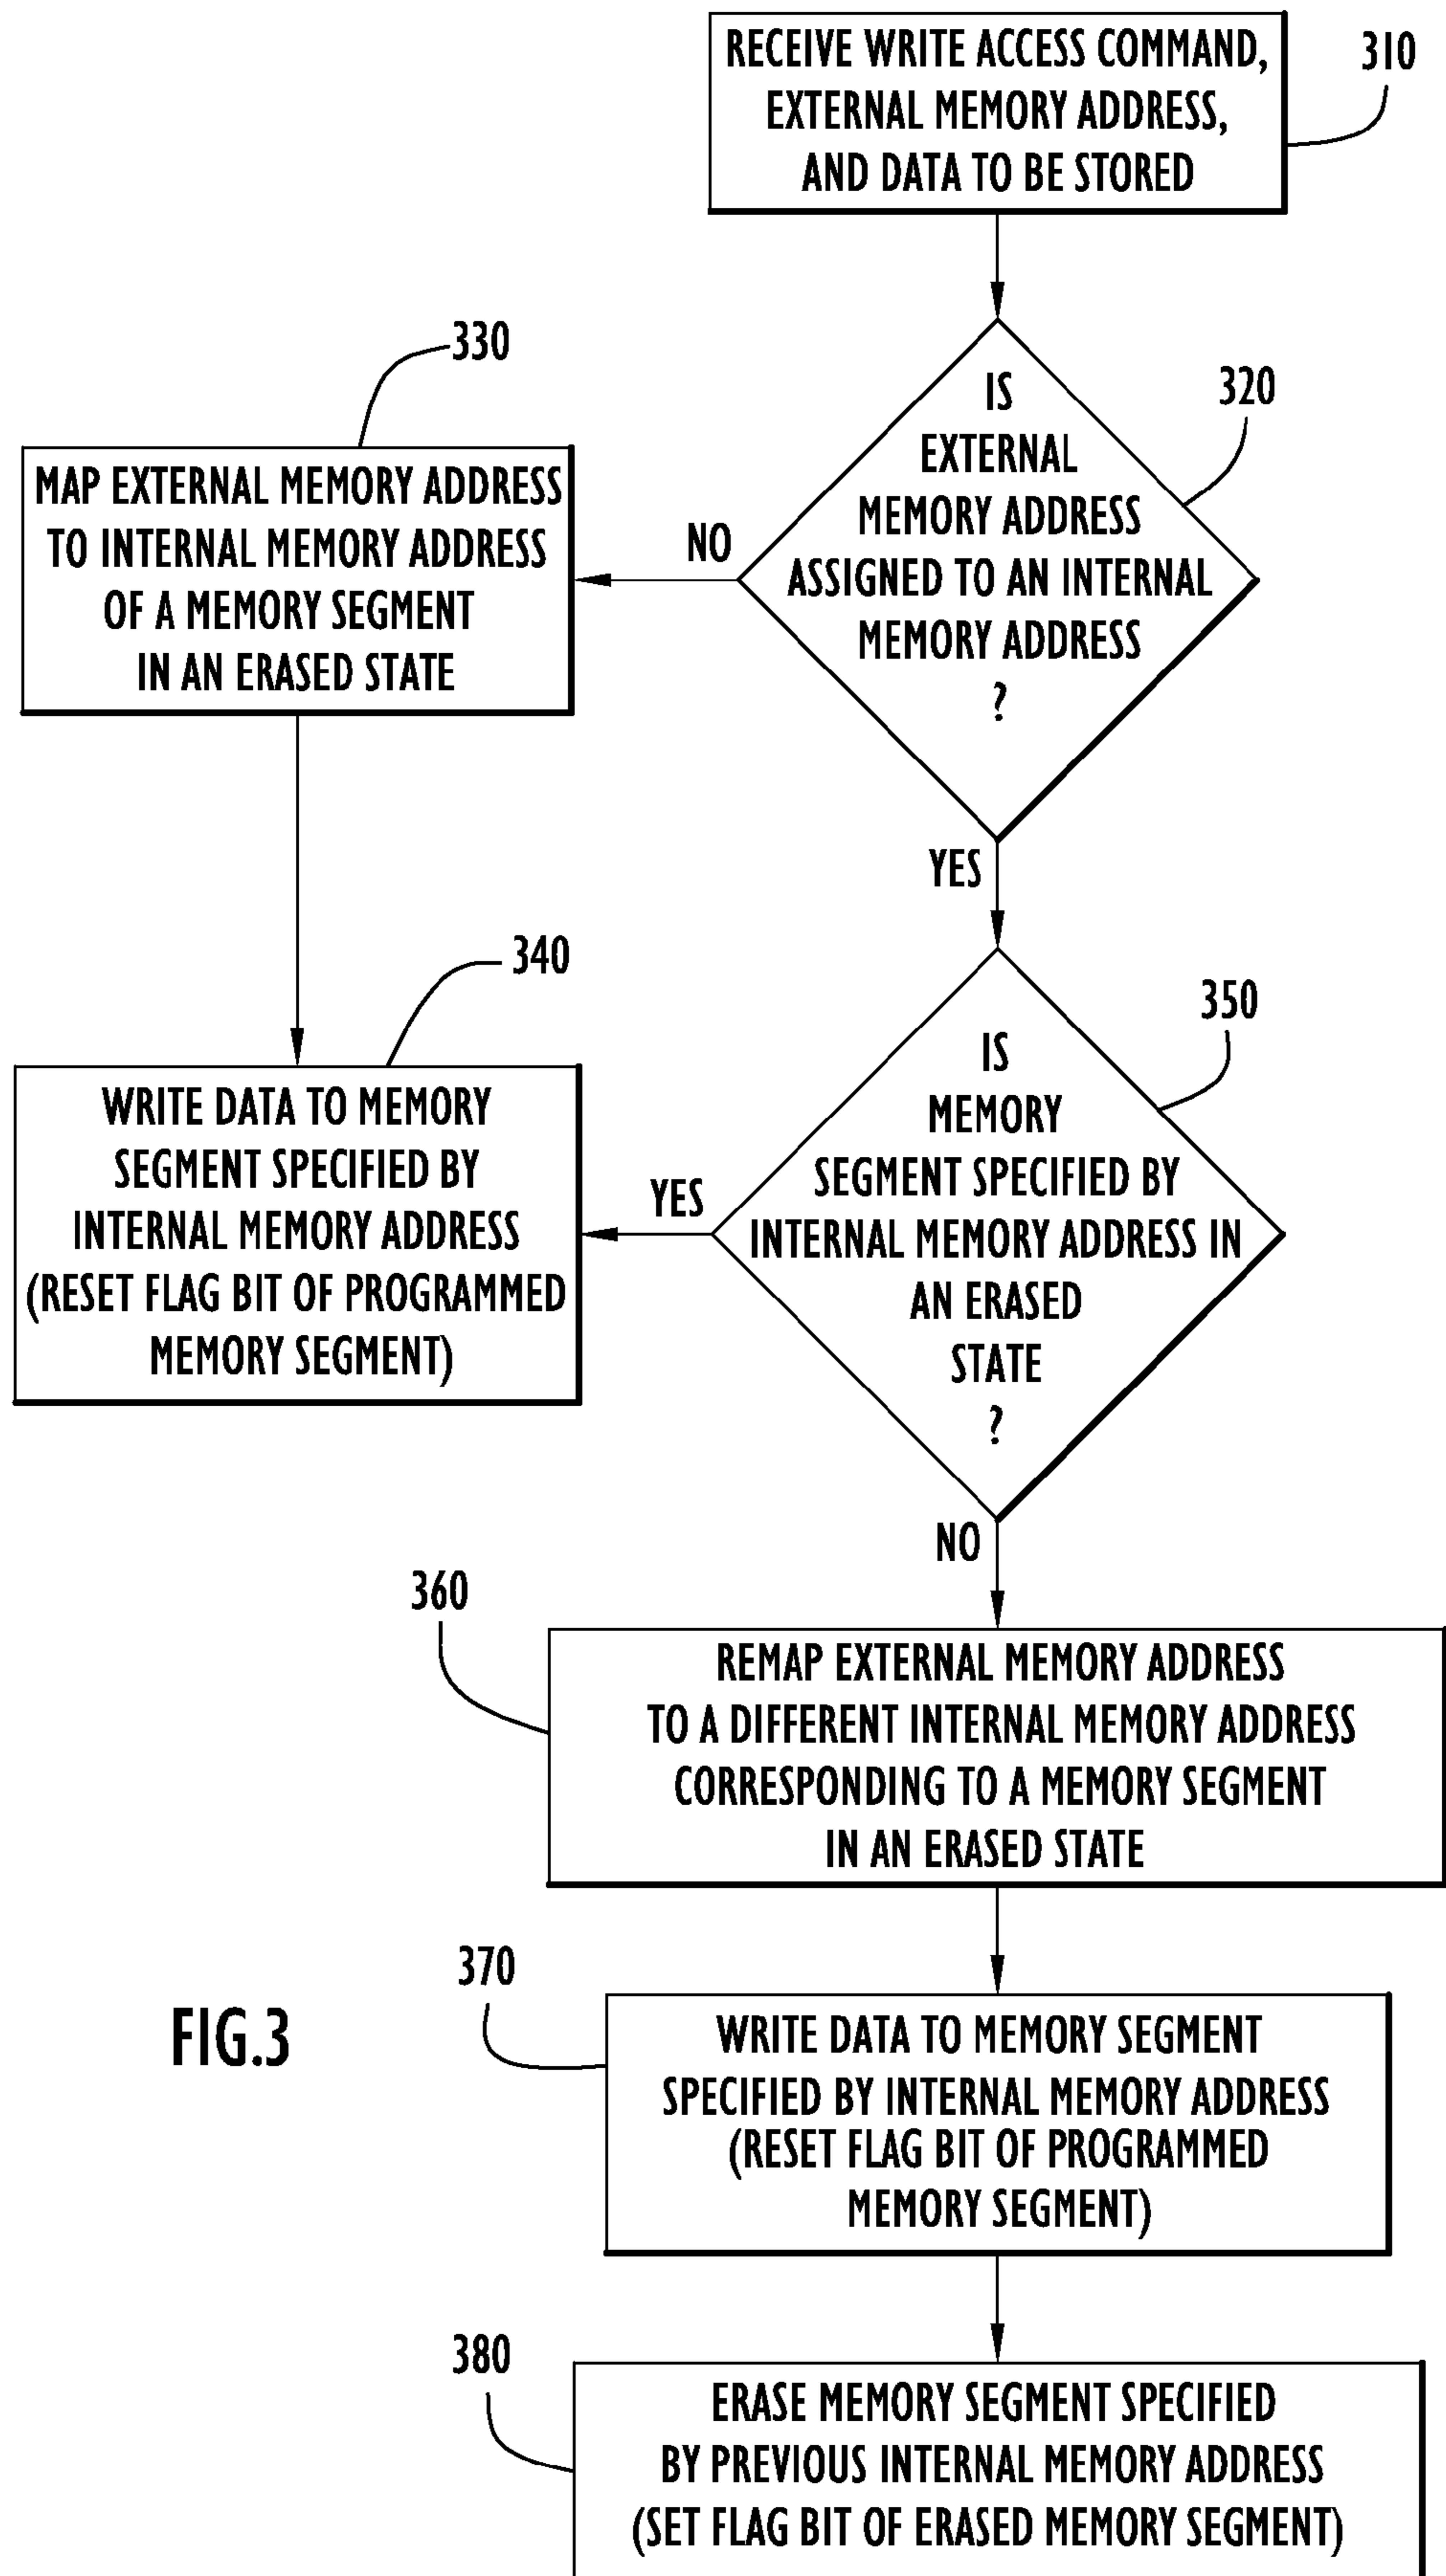 RECEIVE WRITE ACCESS COMMAND,
EXTERNAL MEMORY ADDRESS,
AND DATA TO BE STORED
310
IS
EXTERNAL
MEMORY ADDRESS
ASSIGNED TO AN INTERNAL
MEMORY ADDRESS
?
320
NO
330
MAP EXTERNAL MEMORY ADDRESS
TO INTERNAL MEMORY ADDRESS
OF A MEMORY SEGMENT
IN AN ERASED STATE
YES
340
WRITE DATA TO MEMORY
SEGMENT SPECIFIED BY
INTERNAL MEMORY ADDRESS
(RESET FLAG BIT OF PROGRAMMED
MEMORY SEGMENT)
YES
350
IS
MEMORY
SEGMENT SPECIFIED BY
INTERNAL MEMORY ADDRESS IN
AN ERASED
STATE
?
NO
360
REMAP EXTERNAL MEMORY ADDRESS
TO A DIFFERENT INTERNAL MEMORY ADDRESS
CORRESPONDING TO A MEMORY SEGMENT
IN AN ERASED STATE
370
WRITE DATA TO MEMORY SEGMENT
SPECIFIED BY INTERNAL MEMORY ADDRESS
(RESET FLAG BIT OF PROGRAMMED
MEMORY SEGMENT)
FIG.3
380
ERASE MEMORY SEGMENT SPECIFIED
BY PREVIOUS INTERNAL MEMORY ADDRESS
(SET FLAG BIT OF ERASED MEMORY SEGMENT)